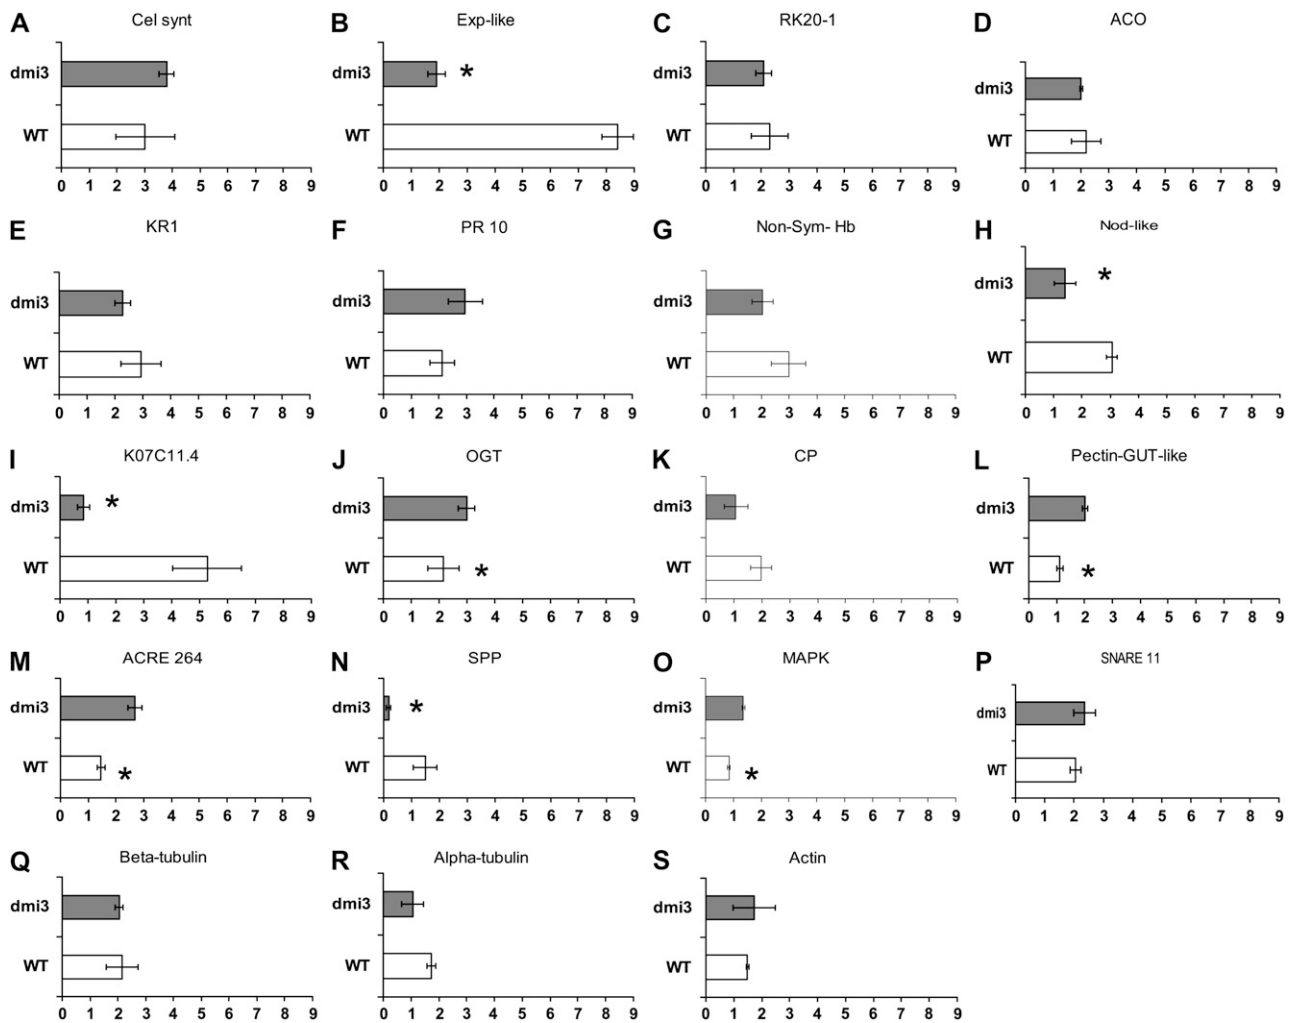 A Cel synt
dmi3
WT
0 1 2 3 4 5 6 7 8 9
B Exp-like
dmi3 *
WT
0 1 2 3 4 5 6 7 8 9
C RK20-1
dmi3
WT
0 1 2 3 4 5 6 7 8 9
D ACO
dmi3
WT
0 1 2 3 4 5 6 7 8 9
E KR1
dmi3
WT
0 1 2 3 4 5 6 7 8 9
F PR 10
dmi3
WT
0 1 2 3 4 5 6 7 8 9
G Non-Sym- Hb
dmi3
WT
0 1 2 3 4 5 6 7 8 9
H Nod-like
dmi3 *
WT
0 1 2 3 4 5 6 7 8 9
I K07C11.4
dmi3 *
WT
0 1 2 3 4 5 6 7 8 9
J OGT
dmi3
WT *
0 1 2 3 4 5 6 7 8 9
K CP
dmi3
WT
0 1 2 3 4 5 6 7 8 9
L Pectin-GUT-like
dmi3
WT *
0 1 2 3 4 5 6 7 8 9
M ACRE 264
dmi3
WT *
0 1 2 3 4 5 6 7 8 9
N SPP
dmi3 *
WT
0 1 2 3 4 5 6 7 8 9
O MAPK
dmi3
WT *
0 1 2 3 4 5 6 7 8 9
P SNARE 11
dmi3
WT
0 1 2 3 4 5 6 7 8 9
Q Beta-tubulin
dmi3
WT
0 1 2 3 4 5 6 7 8 9
R Alpha-tubulin
dmi3
WT
0 1 2 3 4 5 6 7 8 9
S Actin
dmi3
WT
0 1 2 3 4 5 6 7 8 9